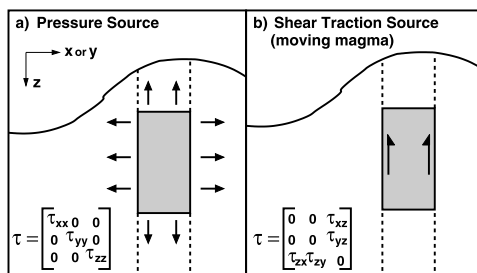 a) Pressure Source
x or y
z
τ = [τxx 0 0
0 τyy 0
0 0 τzz]
b) Shear Traction Source
(moving magma)
τ = [0 0 τxz
0 0 τyz
τzx τzy 0]